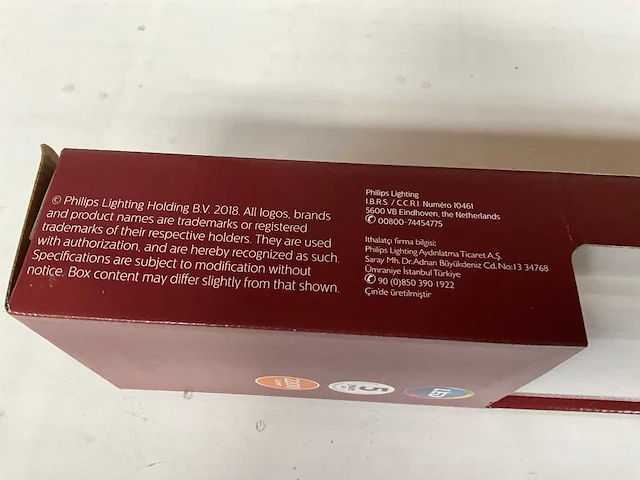 © Philips Lighting Holding B.V. 2018. All logos, brands
and product names are trademarks or registered
trademarks of their respective holders. They are used
with authorization, and are hereby recognized as such.
Specifications are subject to modification without
notice. Box content may differ slightly from that shown.
Philips Lighting
I.B.R.S. / C.C.R.I. Numéro 10461
5600 VB Eindhoven, the Netherlands
✆ 00800-74454775
Ithalatçı firma bilgisi:
Philips Lighting Aydınlatma Ticaret A.Ş.
Saray Mh. Dr. Adnan Büyükdeniz Cd. No:13 34768
Ümraniye İstanbul Türkiye
✆ 90 (0)850 390 1922
Çin'de üretilmiştir
5